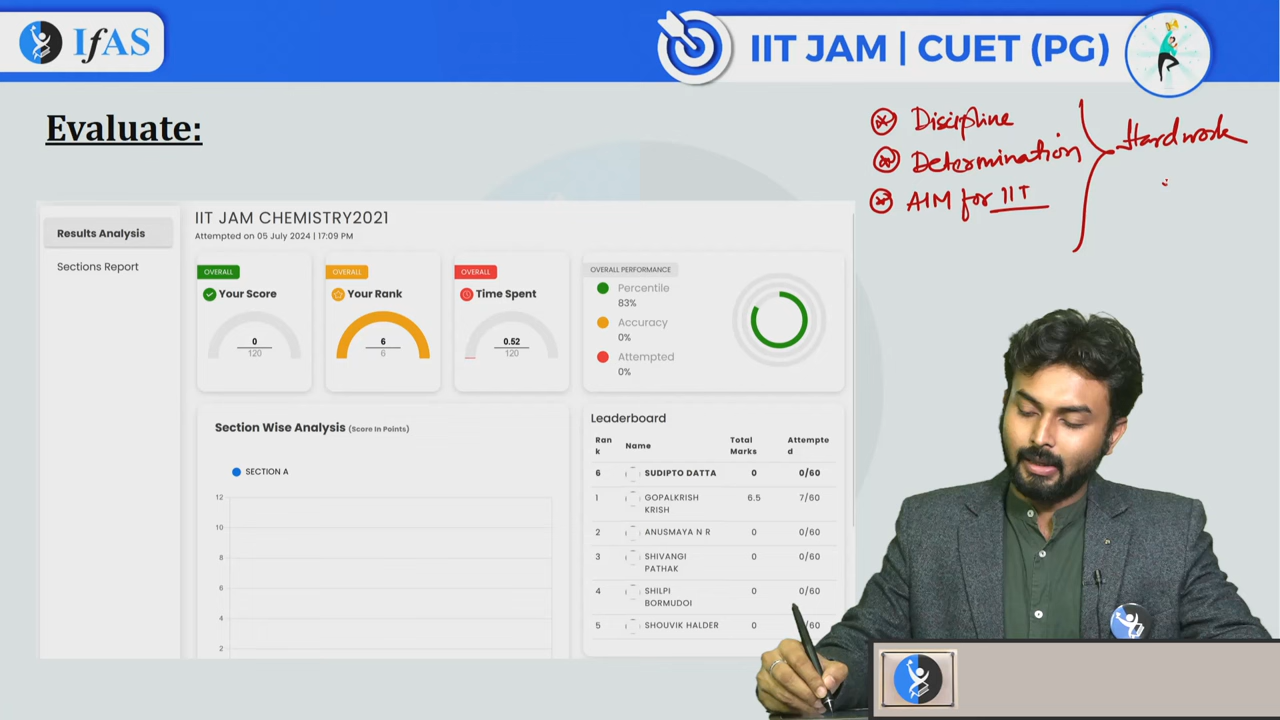 IfAS
IIT JAM | CUET (PG)
Evaluate:
Discipline
Determination
AIM for IIT
Hardwork
Results Analysis
Sections Report
IIT JAM CHEMISTRY2021
Attempted on 05 July 2024 | 17:09 PM
OVERALL
Your Score
0
120
OVERALL
Your Rank
6
6
OVERALL
Time Spent
0.52
120
OVERALL PERFORMANCE
Percentile
83%
Accuracy
0%
Attempted
0%
Section Wise Analysis (Score In Points)
SECTION A
12
10
8
6
4
2
Leaderboard
Ran
k
Name
Total
Marks
Attempte
d
6 SUDIPTO DATTA 0 0/60
1 GOPALKRISH 6.5 7/60
KRISH
2 ANUSMAYA N R 0 0/60
3 SHIVANGI 0 0/60
PATHAK
4 SHILPI 0 0/60
BORMUDOI
5 SHOUVIK HALDER 0 /60